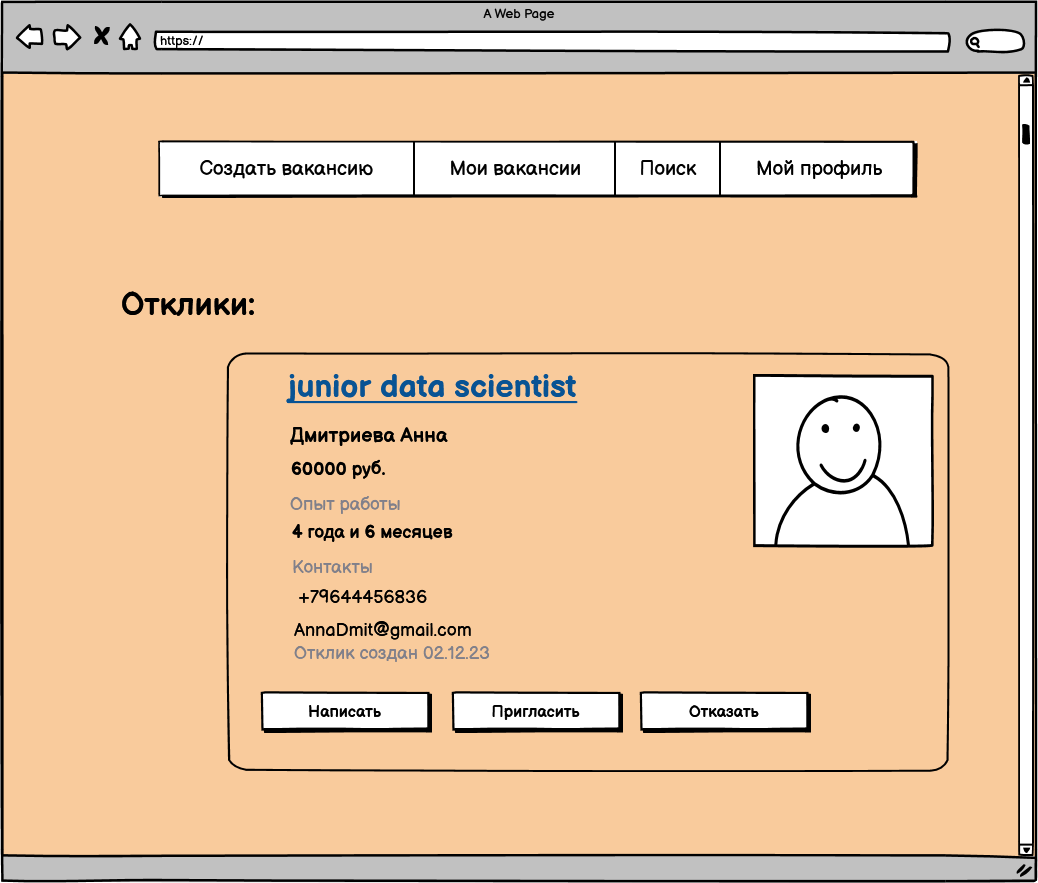 A Web Page
https://
Создать вакансию Мои вакансии Поиск Мой профиль
Отклики:
junior data scientist
Дмитриева Анна
60000 руб.
Опыт работы
4 года и 6 месяцев
Контакты
+79644456836
AnnaDmit@gmail.com
Отклик создан 02.12.23
Написать Пригласить Отказать